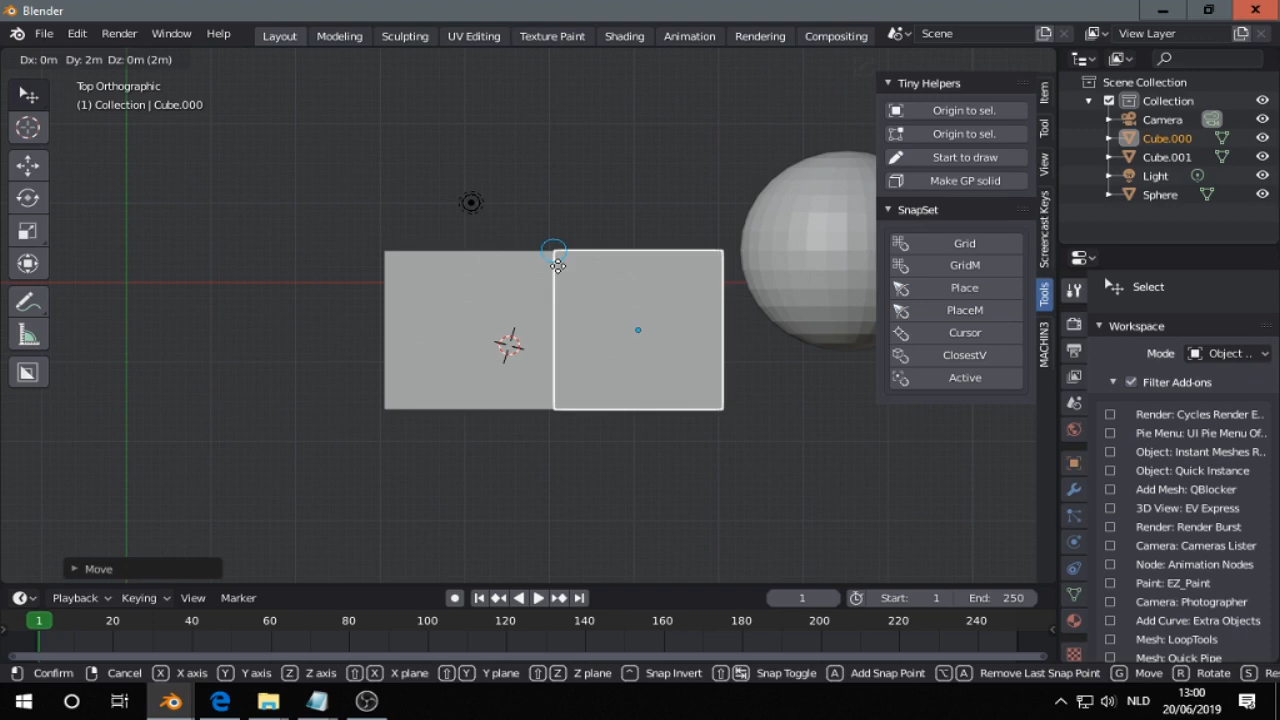 Blender
File Edit Render Window Help
Layout Modeling Sculpting UV Editing Texture Paint Shading Animation Rendering Compositing
Scene
View Layer
Dx: 0m Dy: 2m Dz: 0m (2m)
Top Orthographic
(1) Collection | Cube.000
Tiny Helpers
Origin to sel.
Origin to sel.
Start to draw
Make GP solid
SnapSet
Grid
GridM
Place
PlaceM
Cursor
ClosestV
Active
Item
Tool
View
Screencast Keys
Tools
MACHIN3
Scene Collection
Collection
Camera
Cube.000
Cube.001
Light
Sphere
Select
Workspace
Mode Object ..
Filter Add-ons
Render: Cycles Render E..
Pie Menu: UI Pie Menu Of..
Object: Instant Meshes R..
Object: Quick Instance
Add Mesh: QBlocker
3D View: EV Express
Render: Render Burst
Camera: Cameras Lister
Node: Animation Nodes
Paint: EZ_Paint
Camera: Photographer
Add Curve: Extra Objects
Mesh: LoopTools
Mesh: Quick Pipe
Move
Playback Keying View Marker
1 Start: 1 End: 250
1 20 40 60 80 100 120 140 160 180 200 220 240
Confirm Cancel X X axis Y Y axis Z Z axis X X plane Y Y plane Z Z plane Snap Invert Snap Toggle A Add Snap Point A Remove Last Snap Point G Move R Rotate S Re
NLD
13:00
20/06/2019